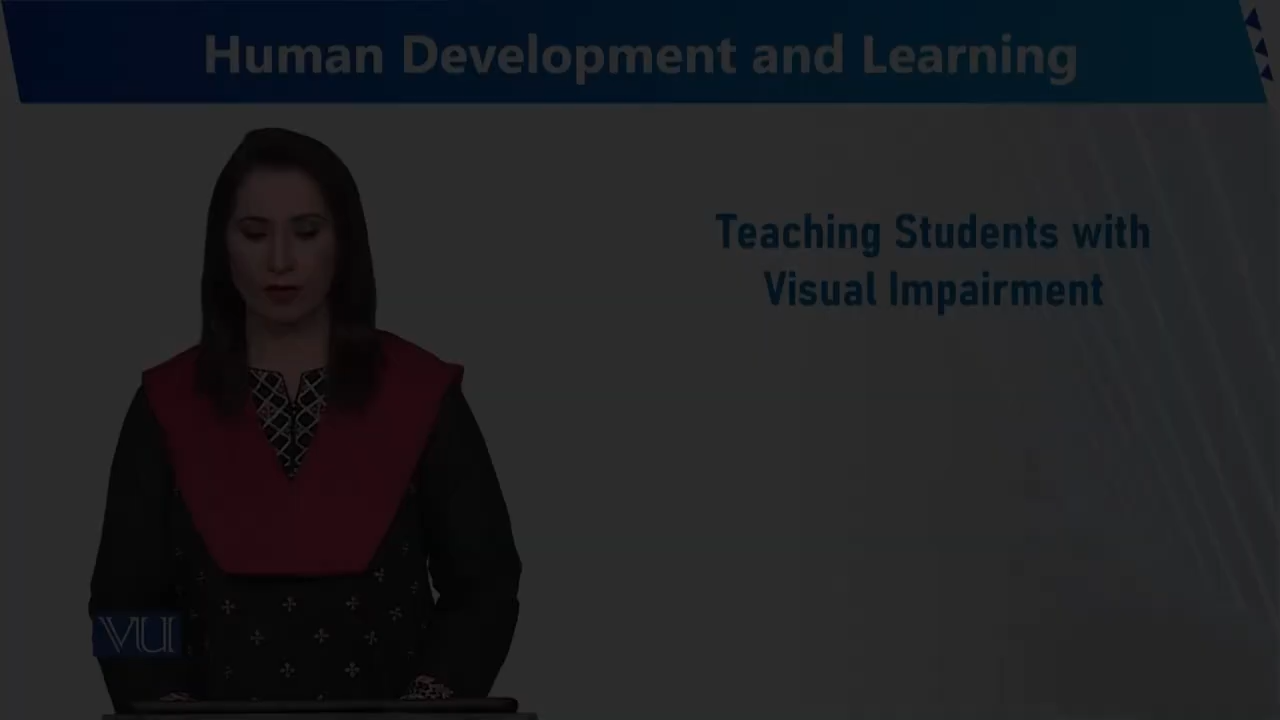 Human Development and Learning
Teaching Students with
Visual Impairment
VU